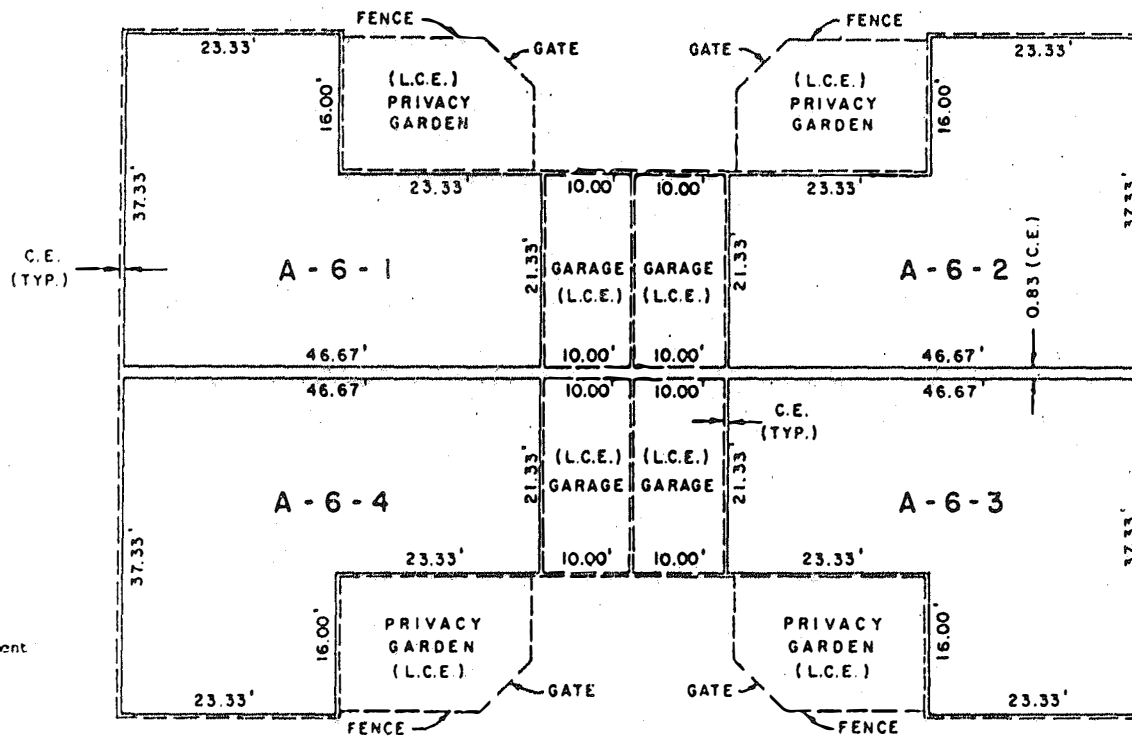 FENCE
FENCE
23.33'
GATE
GATE
23.33'
(L.C.E.)
PRIVACY
GARDEN
(L.C.E.)
PRIVACY
GARDEN
16.00'
16.00'
23.33'
10.00'
10.00'
23.33'
37.33'
37.33'
C.E.
(TYP.)
A-6-1
21.33'
GARAGE
(L.C.E.)
GARAGE
(L.C.E.)
21.33'
A-6-2
0.83 (C.E.)
46.67'
10.00'
10.00'
46.67'
46.67'
10.00'
10.00'
46.67'
C.E.
(TYP.)
A-6-4
21.33'
(L.C.E.)
GARAGE
(L.C.E.)
GARAGE
21.33'
A-6-3
37.33'
37.33'
23.33'
10.00'
10.00'
23.33'
16.00'
PRIVACY
GARDEN
(L.C.E.)
PRIVACY
GARDEN
(L.C.E.)
16.00'
23.33'
GATE
GATE
23.33'
FENCE
FENCE